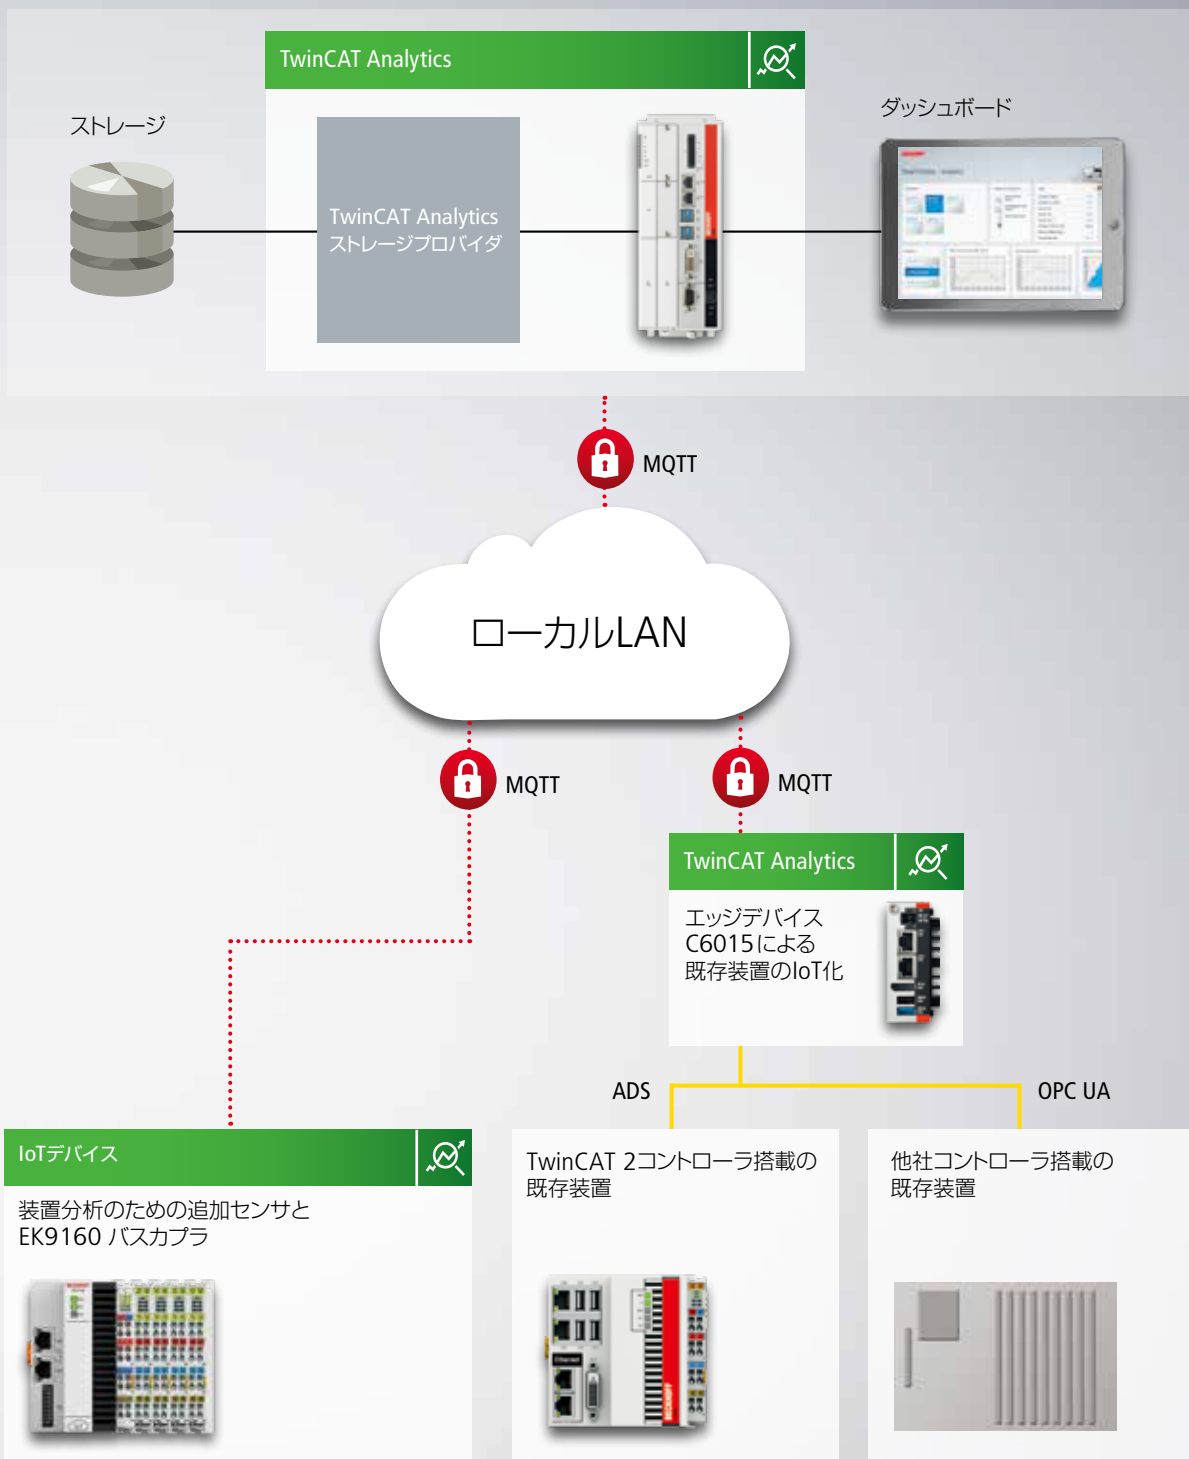 TwinCAT Analytics
ストレージ
ダッシュボード
TwinCAT Analytics
ストレージプロバイダ
MQTT
ローカルLAN
MQTT
MQTT
TwinCAT Analytics
エッジデバイス
C6015による
既存装置のIoT化
ADS
OPC UA
IoTデバイス
装置分析のための追加センサと
EK9160 バスカプラ
TwinCAT 2コントローラ搭載の
既存装置
他社コントローラ搭載の
既存装置